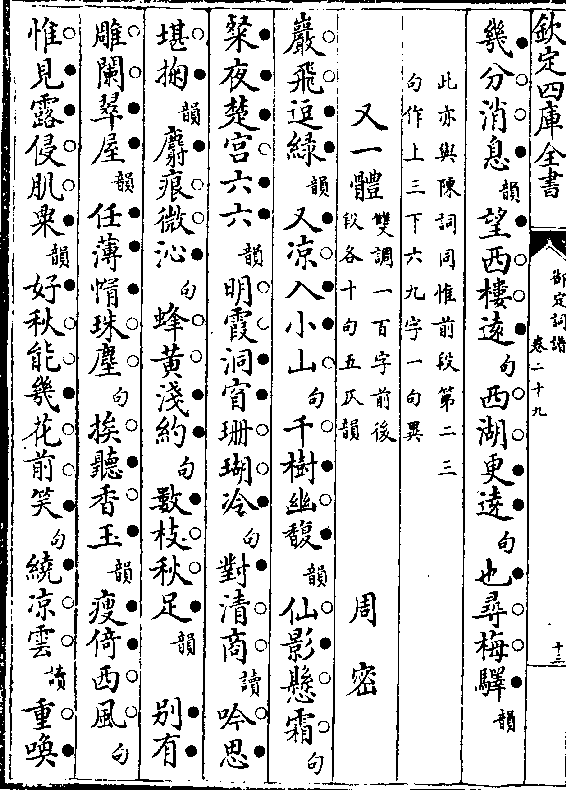 欽定四庫全書
御定詞譜
卷二十九
十三
幾分消息韻望西樓遠句西湖更遠句也尋梅驛韻
此亦與陳詞同惟前段第二三
句作上三下六九字一句異
又一體雙調一百字前後
段各十句五仄韻
周密
巖飛逗綠韻又凉入小山句千樹幽馥韻仙影懸霜句
粲夜楚宫六六韻明霞洞窅珊瑚冷句對清商讀吟思
堪掬韻麝痕微沁句蜂黄淺約句數枝秋足韻别有
雕闌翠屋韻任薄㡌珠塵句挨聽香玉韻瘦倚西風句
惟見露侵肌粟韻好秋能幾花前笑句繞凉雲讀重喚